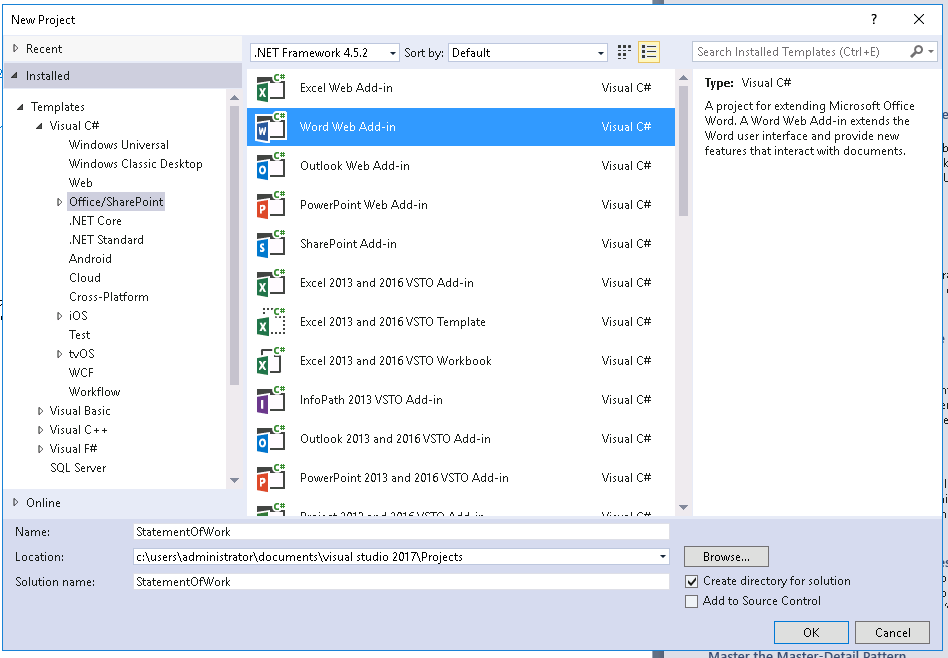 New Project
? ×
Recent
.NET Framework 4.5.2 Sort by: Default
Search Installed Templates (Ctrl+E)
Installed
Templates
Visual C#
Windows Universal
Windows Classic Desktop
Web
Office/SharePoint
.NET Core
.NET Standard
Android
Cloud
Cross-Platform
iOS
Test
tvOS
WCF
Workflow
Visual Basic
Visual C++
Visual F#
SQL Server
Online
Excel Web Add-in Visual C#
Word Web Add-in Visual C#
Outlook Web Add-in Visual C#
PowerPoint Web Add-in Visual C#
SharePoint Add-in Visual C#
Excel 2013 and 2016 VSTO Add-in Visual C#
Excel 2013 and 2016 VSTO Template Visual C#
Excel 2013 and 2016 VSTO Workbook Visual C#
InfoPath 2013 VSTO Add-in Visual C#
Outlook 2013 and 2016 VSTO Add-in Visual C#
PowerPoint 2013 and 2016 VSTO Add-in Visual C#
Project 2013 and 2016 VSTO Add-in Visual C#
Type: Visual C#
A project for extending Microsoft Office
Word. A Word Web Add-in extends the
Word user interface and provide new
features that interact with documents.
Name: StatementOfWork
Location: c:\users\administrator\documents\visual studio 2017\Projects
Browse...
Solution name: StatementOfWork
Create directory for solution
Add to Source Control
OK Cancel
Master the Master-Detail Pattern